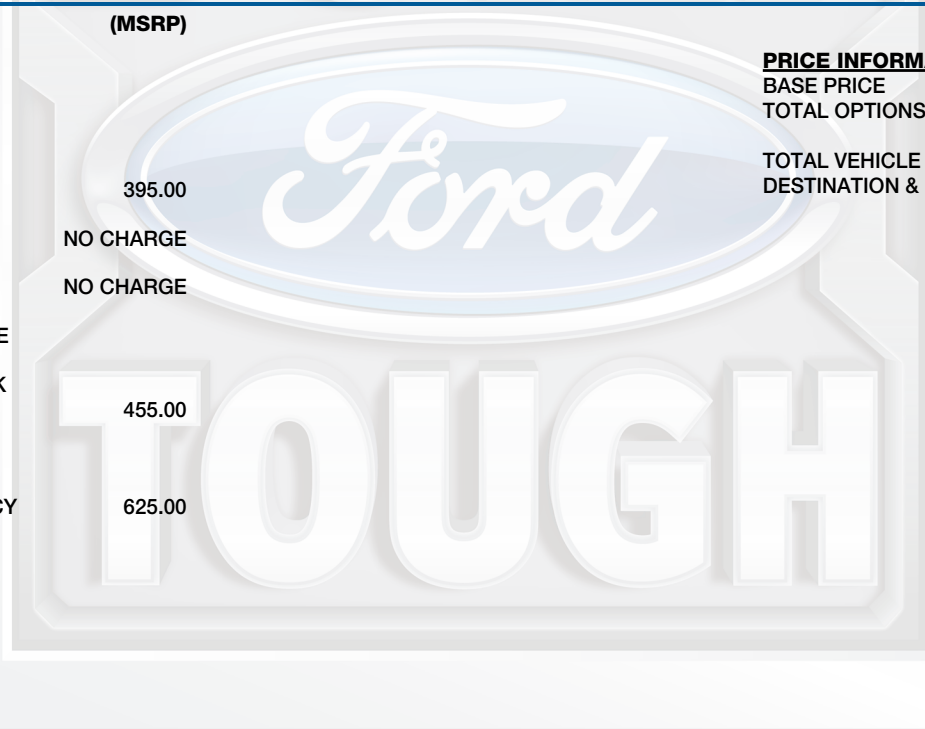 (MSRP)
395.00
NO CHARGE
NO CHARGE
E
K
455.00
CY 625.00
PRICE INFORMA
BASE PRICE
TOTAL OPTIONS
TOTAL VEHICLE
DESTINATION &
Ford
TOUGH